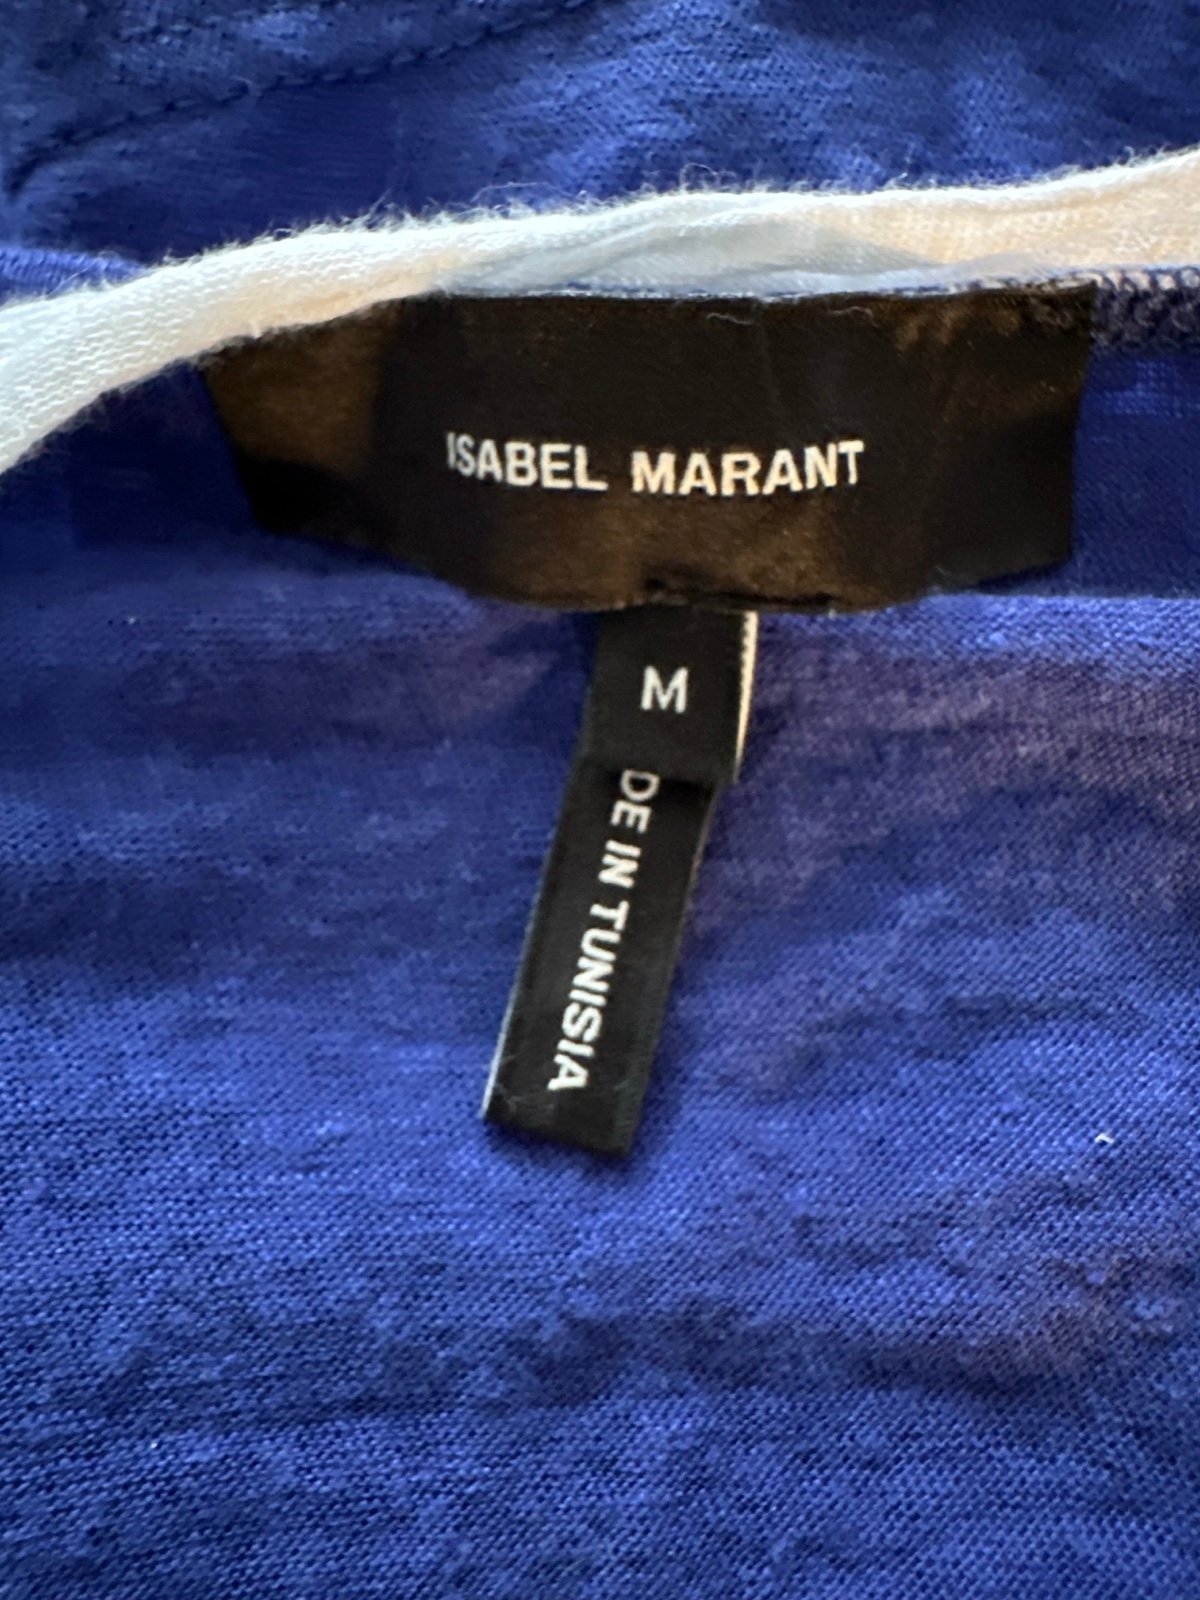 ISABEL MARANT
M
DE IN TUNISIA